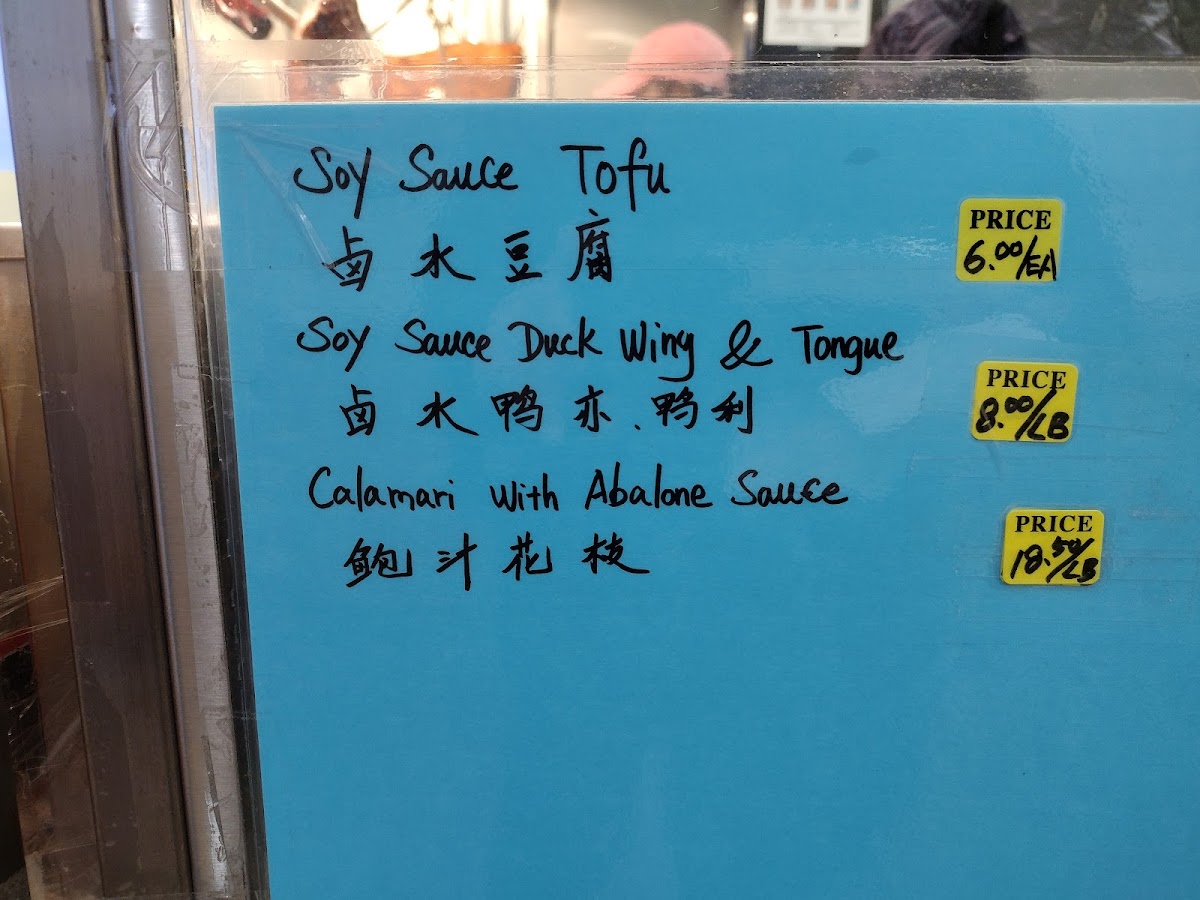 Soy Sauce Tofu
卤水豆腐
PRICE
6.00/EA
Soy Sauce Duck Wing & Tongue
卤水鸭亦、鸭利
PRICE
8.00/LB
Calamari with Abalone Sauce
鲍汁花枝
PRICE
18.50/LB